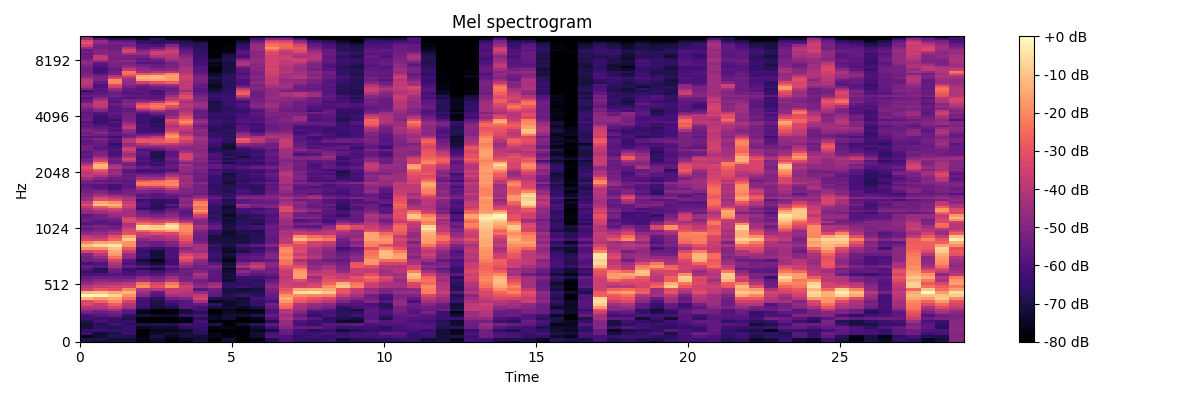 Mel spectrogram
Hz
8192
4096
2048
1024
512
0
0 5 10 15 20 25
Time
+0 dB
-10 dB
-20 dB
-30 dB
-40 dB
-50 dB
-60 dB
-70 dB
-80 dB